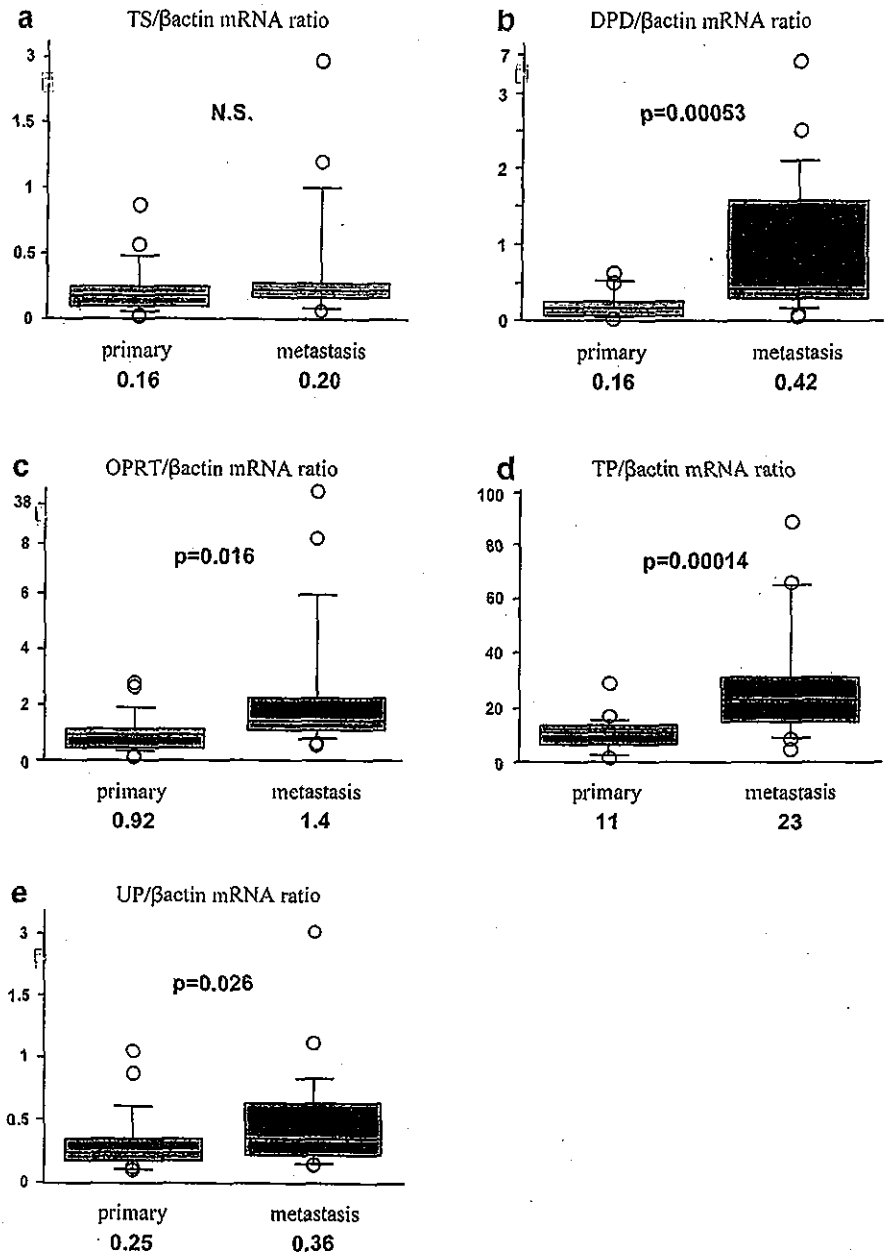 a
TS/βactin mRNA ratio
3
1.5
1
0.5
0
N.S.
primary
metastasis
0.16
0.20
b
DPD/βactin mRNA ratio
7
3
2
1
0
p=0.00053
primary
metastasis
0.16
0.42
c
OPRT/βactin mRNA ratio
38
8
6
4
2
0
p=0.016
primary
metastasis
0.92
1.4
d
TP/βactin mRNA ratio
100
80
60
40
20
0
p=0.00014
primary
metastasis
11
23
e
UP/βactin mRNA ratio
3
1.5
1
0.5
0
p=0.026
primary
metastasis
0.25
0.36